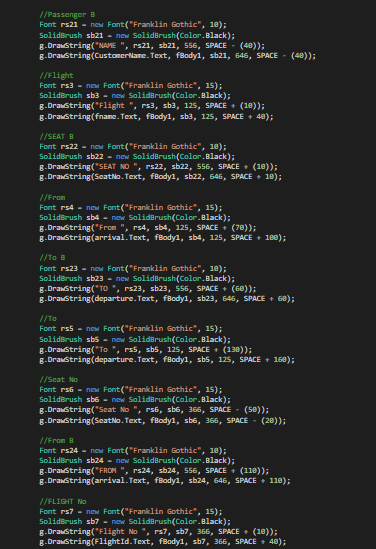 //Passenger B
Font rs21 = new Font("Franklin Gothic", 10);
SolidBrush sb21 = new SolidBrush(Color.Black);
g.DrawString("NAME ", rs21, sb21, 556, SPACE - (40));
g.DrawString(CustomerName.Text, fBody1, sb21, 646, SPACE - (40));
//Flight
Font rs3 = new Font("Franklin Gothic", 15);
SolidBrush sb3 = new SolidBrush(Color.Black);
g.DrawString("Flight ", rs3, sb3, 125, SPACE + (10));
g.DrawString(fname.Text, fBody1, sb3, 125, SPACE + 40);
//SEAT B
Font rs22 = new Font("Franklin Gothic", 10);
SolidBrush sb22 = new SolidBrush(Color.Black);
g.DrawString("SEAT NO ", rs22, sb22, 556, SPACE + (10));
g.DrawString(SeatNo.Text, fBody1, sb22, 646, SPACE + 10);
//From
Font rs4 = new Font("Franklin Gothic", 15);
SolidBrush sb4 = new SolidBrush(Color.Black);
g.DrawString("From ", rs4, sb4, 125, SPACE + (70));
g.DrawString(arrival.Text, fBody1, sb4, 125, SPACE + 100);
//To B
Font rs23 = new Font("Franklin Gothic", 10);
SolidBrush sb23 = new SolidBrush(Color.Black);
g.DrawString("TO ", rs23, sb23, 556, SPACE + (60));
g.DrawString(departure.Text, fBody1, sb23, 646, SPACE + 60);
//To
Font rs5 = new Font("Franklin Gothic", 15);
SolidBrush sb5 = new SolidBrush(Color.Black);
g.DrawString("To ", rs5, sb5, 125, SPACE + (130));
g.DrawString(departure.Text, fBody1, sb5, 125, SPACE + 160);
//Seat No
Font rs6 = new Font("Franklin Gothic", 15);
SolidBrush sb6 = new SolidBrush(Color.Black);
g.DrawString("Seat No ", rs6, sb6, 366, SPACE - (50));
g.DrawString(SeatNo.Text, fBody1, sb6, 366, SPACE - (20));
//From B
Font rs24 = new Font("Franklin Gothic", 10);
SolidBrush sb24 = new SolidBrush(Color.Black);
g.DrawString("FROM ", rs24, sb24, 556, SPACE + (110));
g.DrawString(arrival.Text, fBody1, sb24, 646, SPACE + 110);
//FLIGHT No
Font rs7 = new Font("Franklin Gothic", 15);
SolidBrush sb7 = new SolidBrush(Color.Black);
g.DrawString("Flight No ", rs7, sb7, 366, SPACE + (10));
g.DrawString(FlightId.Text, fBody1, sb7, 366, SPACE + 40);